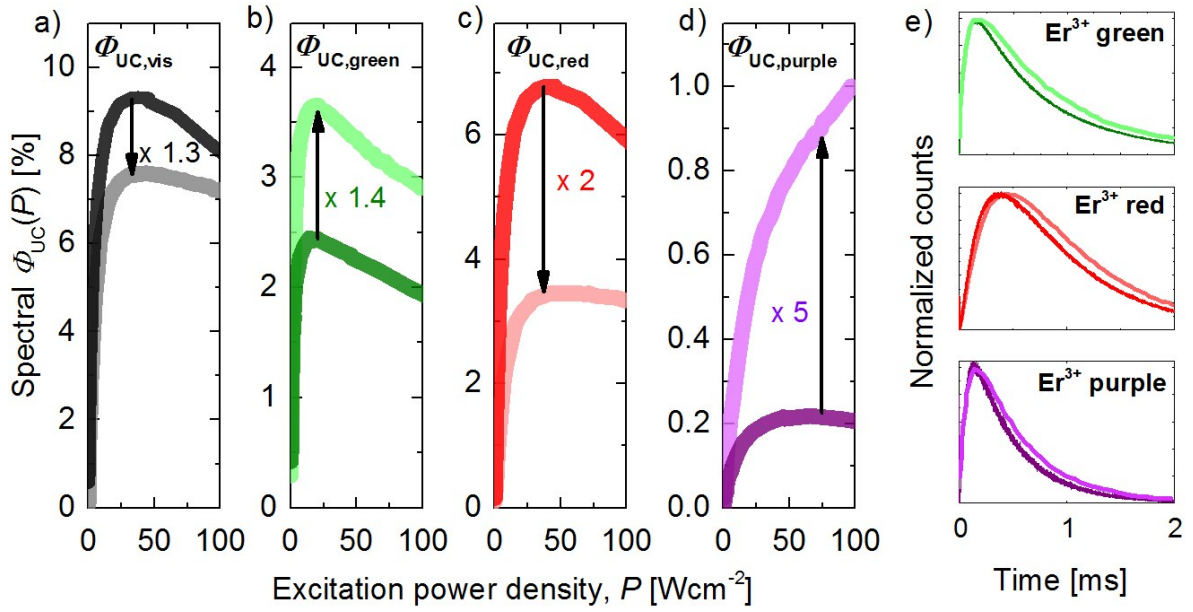 a)
Φ_UC,vis
Spectral Φ_UC(P) [%]
10
8
6
4
2
0
x 1.3
0 50 100
b)
Φ_UC,green
4
3
2
1
0
x 1.4
0 50 100
c)
Φ_UC,red
6
4
2
0
x 2
0 50 100
d)
Φ_UC,purple
1.0
0.8
0.6
0.4
0.2
0.0
x 5
0 50 100
Excitation power density, P [Wcm⁻²]
e)
Normalized counts
Er³⁺ green
Er³⁺ red
Er³⁺ purple
0 1 2
Time [ms]